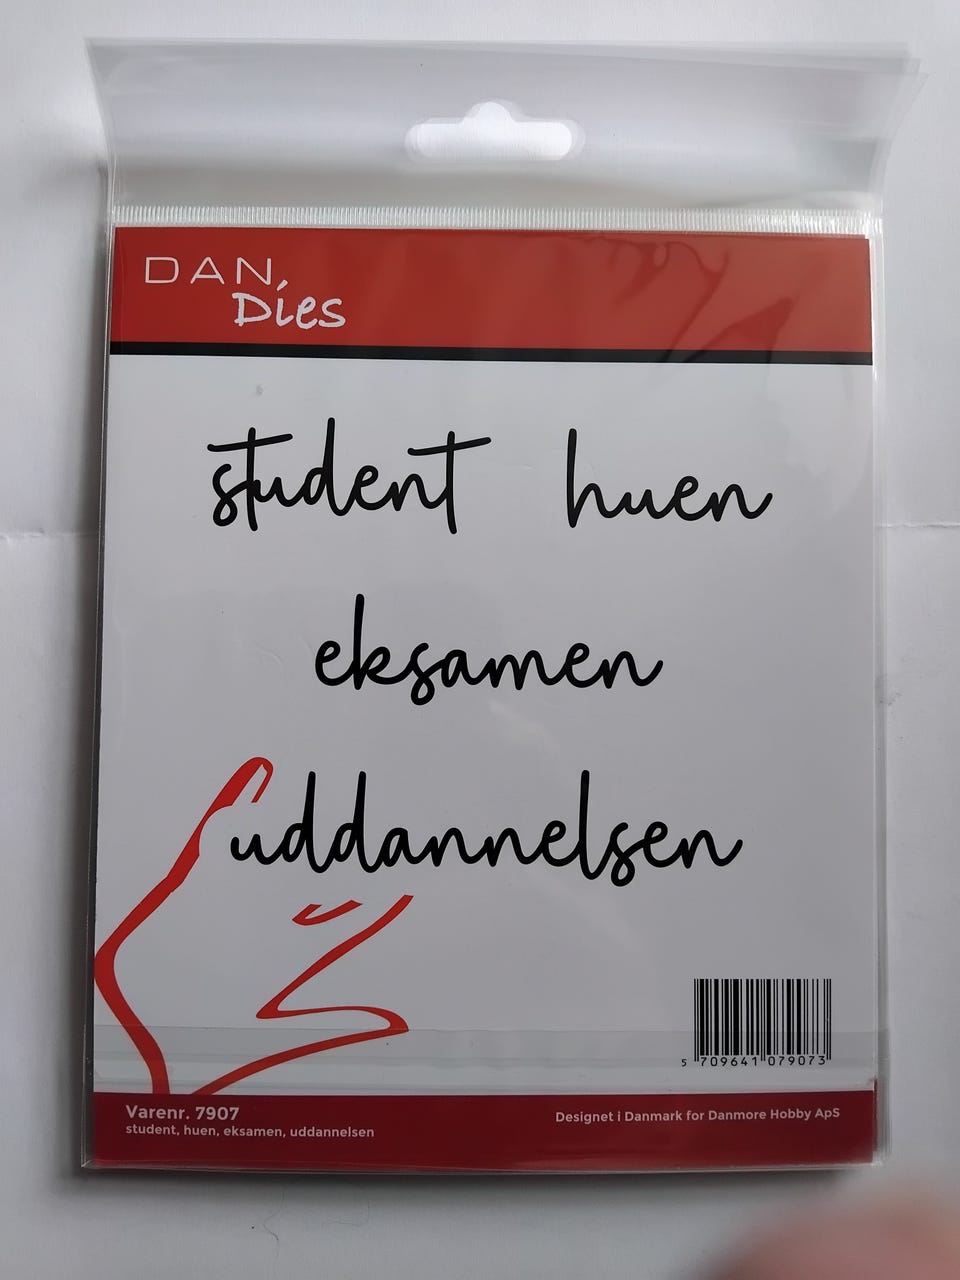 DAN
Dies
student huen
eksamen
uddannelsen
5 709641 079073
Varenr. 7907
student, huen, eksamen, uddannelsen
Designet i Danmark for Danmore Hobby ApS